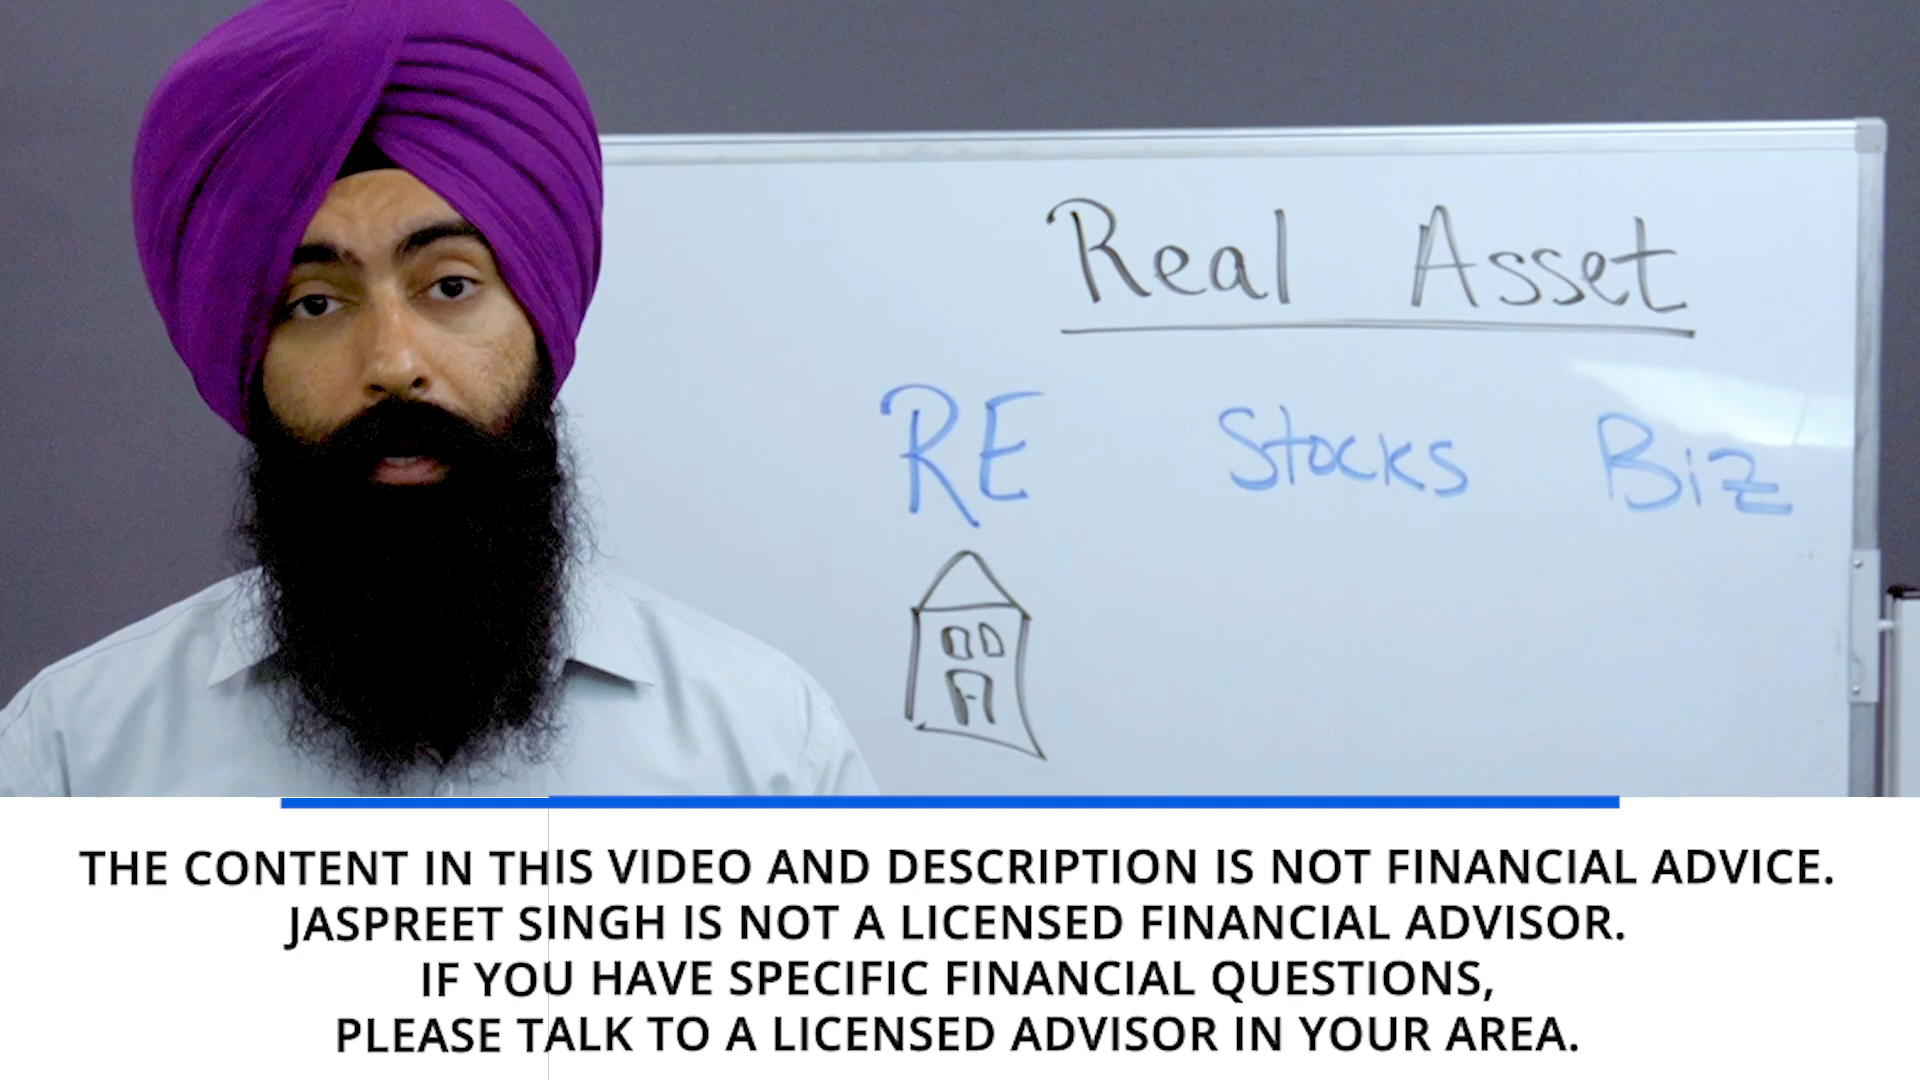 Real Asset
RE Stocks Biz
THE CONTENT IN THIS VIDEO AND DESCRIPTION IS NOT FINANCIAL ADVICE.
JASPREET SINGH IS NOT A LICENSED FINANCIAL ADVISOR.
IF YOU HAVE SPECIFIC FINANCIAL QUESTIONS,
PLEASE TALK TO A LICENSED ADVISOR IN YOUR AREA.